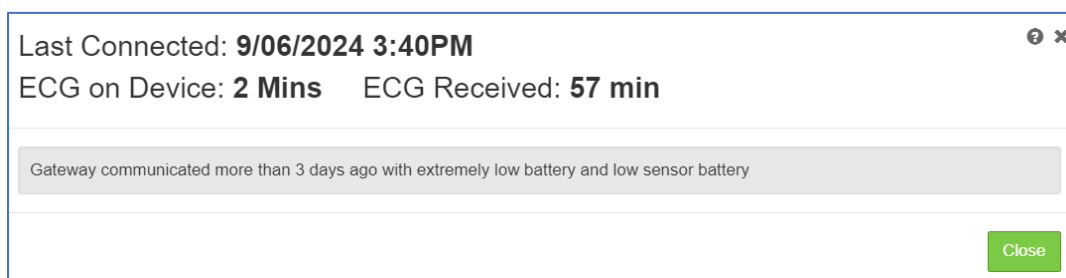 Last Connected: 9/06/2024 3:40PM
ECG on Device: 2 Mins ECG Received: 57 min
Gateway communicated more than 3 days ago with extremely low battery and low sensor battery
Close